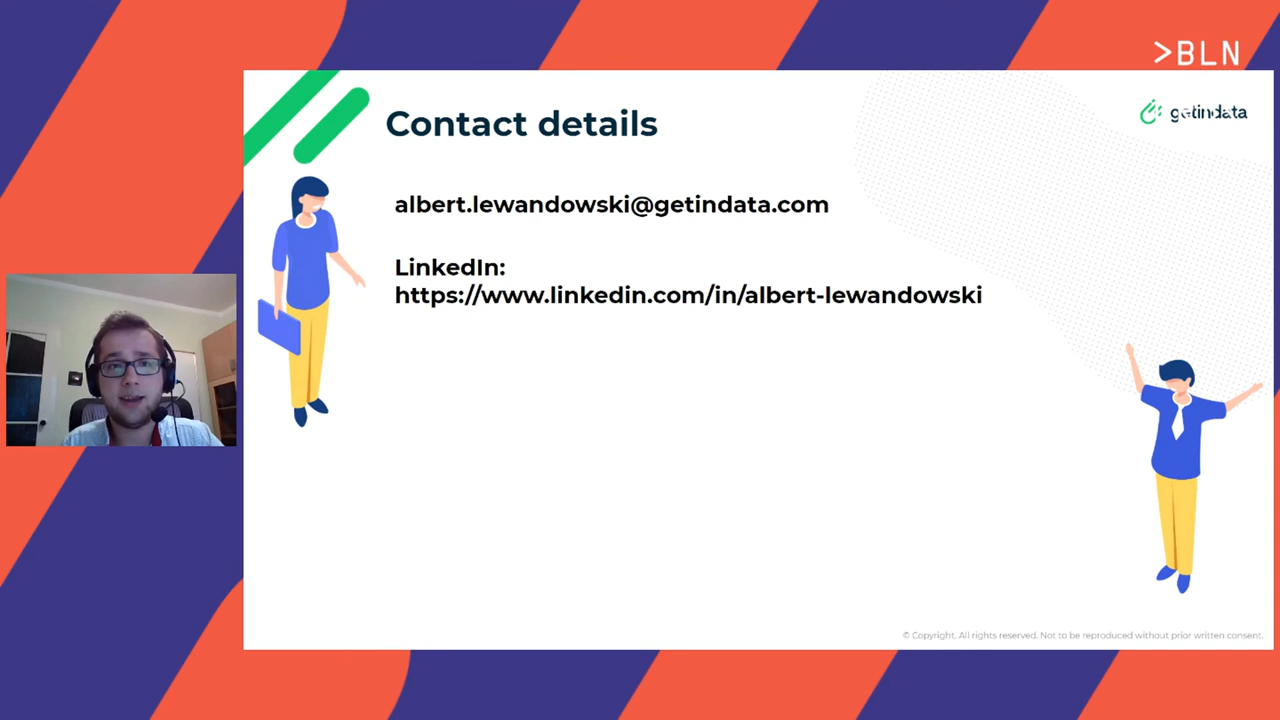 >BLN
Contact details
getindata
albert.lewandowski@getindata.com
LinkedIn:
https://www.linkedin.com/in/albert-lewandowski
© Copyright. All rights reserved. Not to be reproduced without prior written consent.